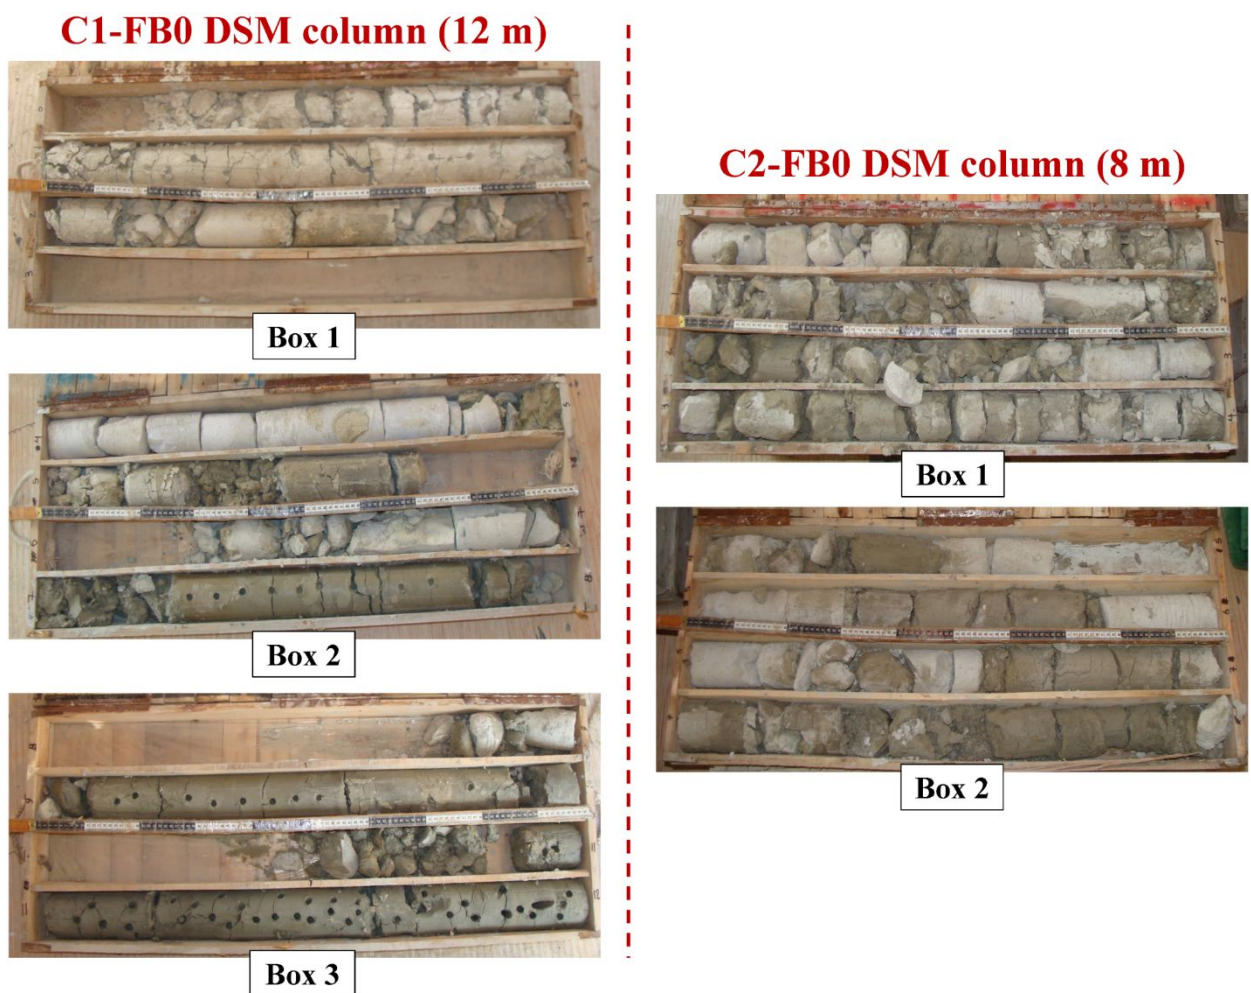 C1-FB0 DSM column (12 m)
Box 1
Box 2
Box 3
C2-FB0 DSM column (8 m)
Box 1
Box 2